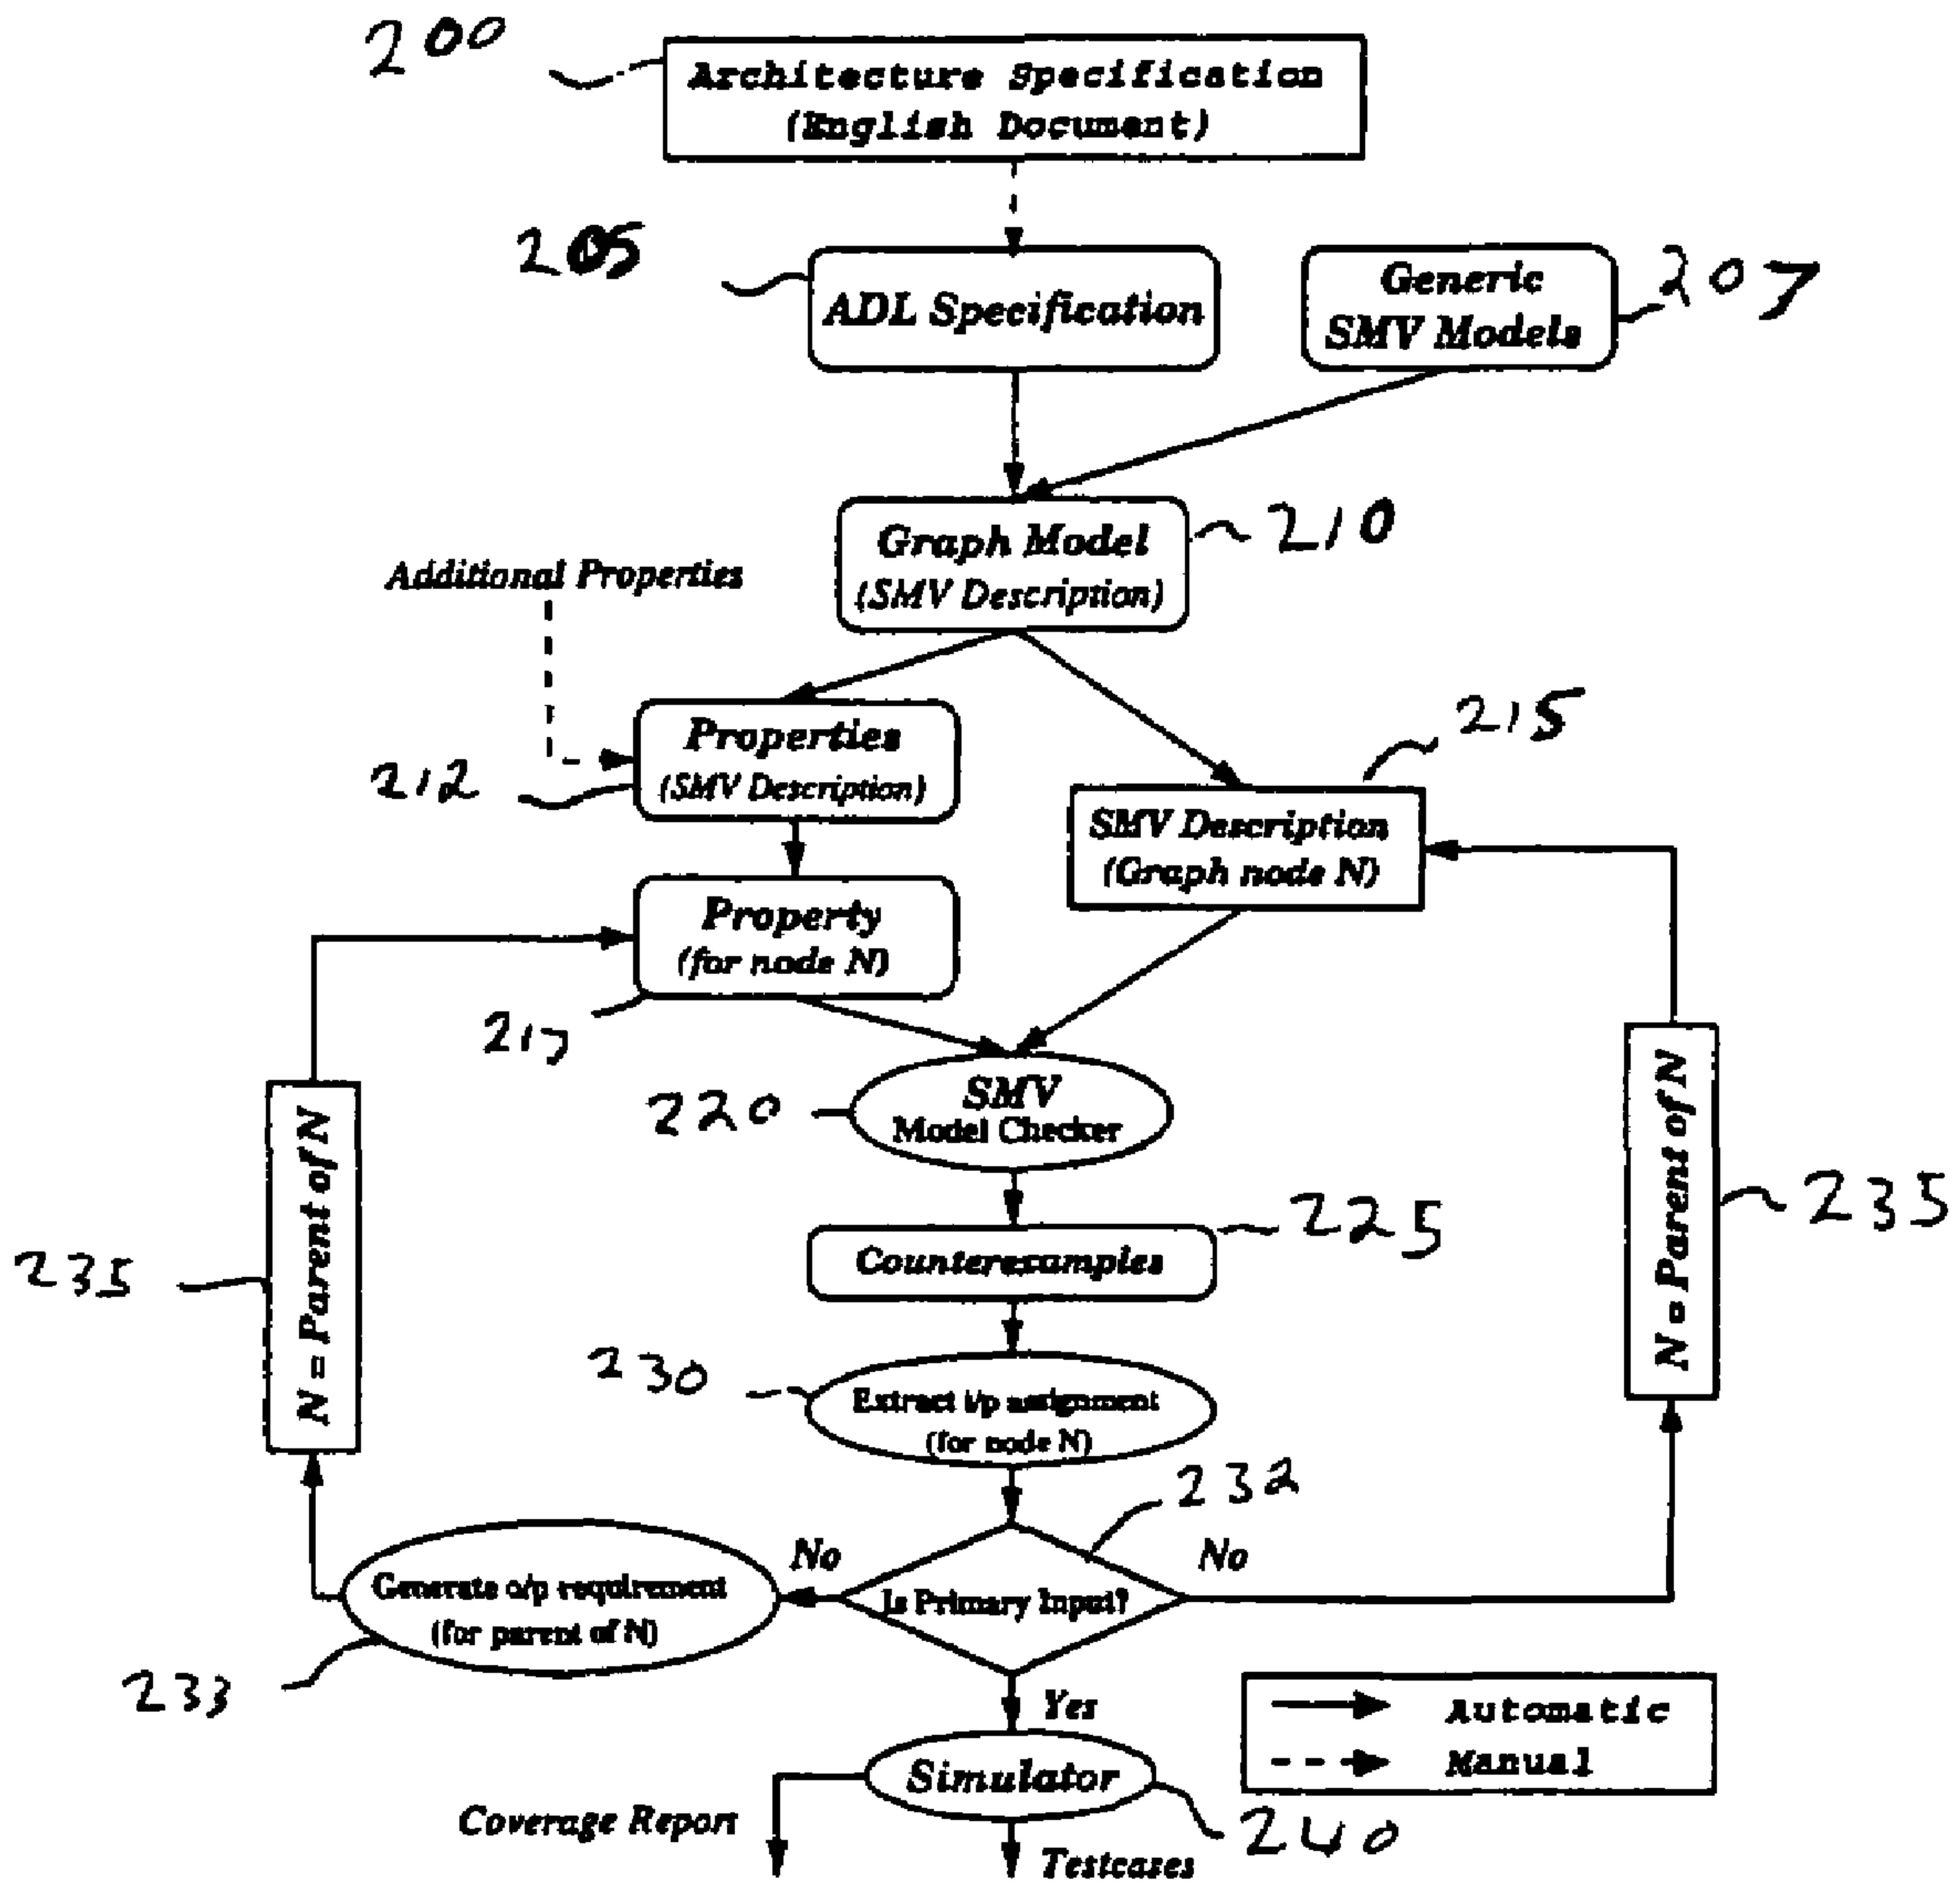 200
Architecture Specification
(English Document)
205
ADL Specification
Generic
SMV Models
207
Graph Model
(SMV Description)
210
Additional Properties
Properties
(SMV Description)
212
215
SMV Description
(Graph node N)
Property
(for node N)
217
SMV
Model Checker
220
N = Parent of N
235
N = Parent of N
235
Counterexamples
225
230
Extract i/p assignment
(for node N)
232
No
Is Primary Input?
No
Generate o/p requirement
(for parent of N)
233
Yes
Simulator
240
Coverage Report
Testcases
Automatic
Manual